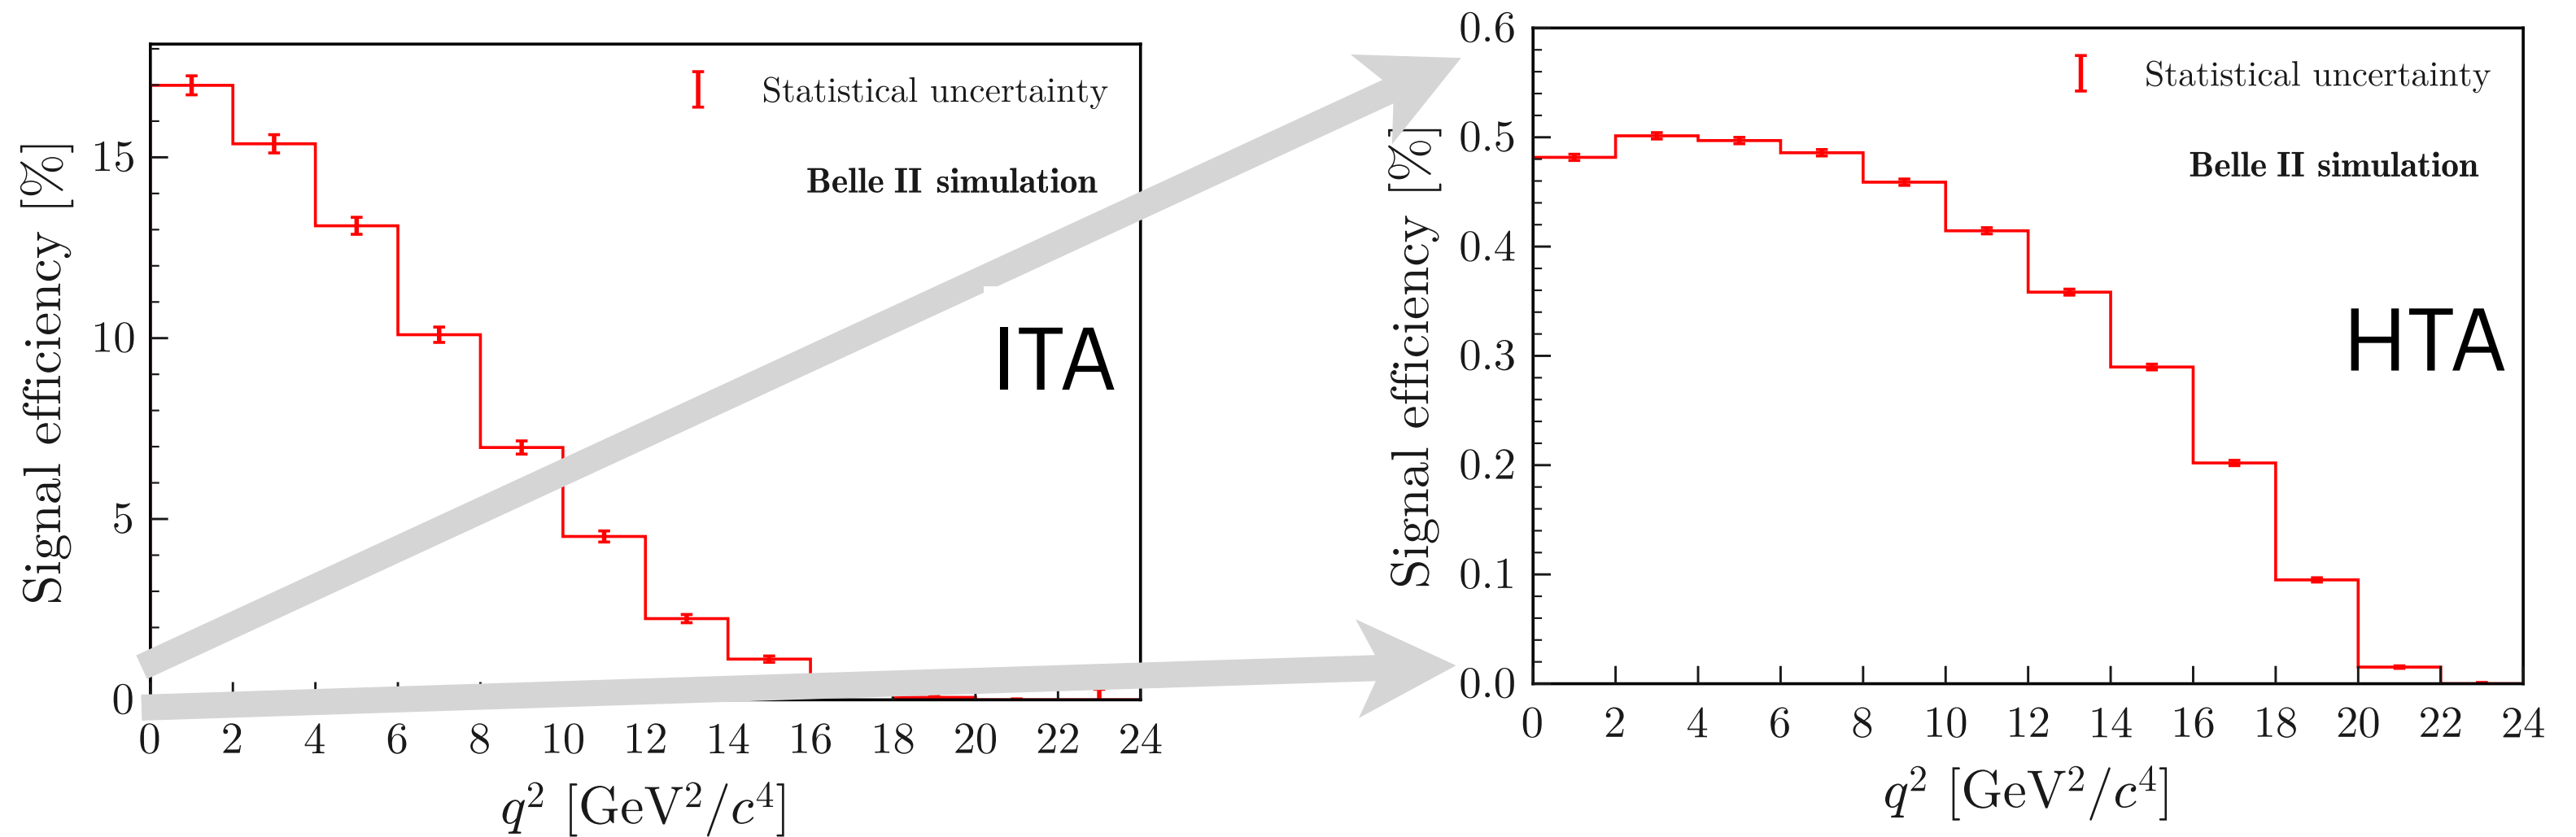 Signal efficiency [%]
15
10
5
0
Statistical uncertainty
Belle II simulation
ITA
0 2 4 6 8 10 12 14 16 18 20 22 24
q² [GeV²/c⁴]
Signal efficiency [%]
0.6
0.5
0.4
0.3
0.2
0.1
0.0
Statistical uncertainty
Belle II simulation
HTA
0 2 4 6 8 10 12 14 16 18 20 22 24
q² [GeV²/c⁴]